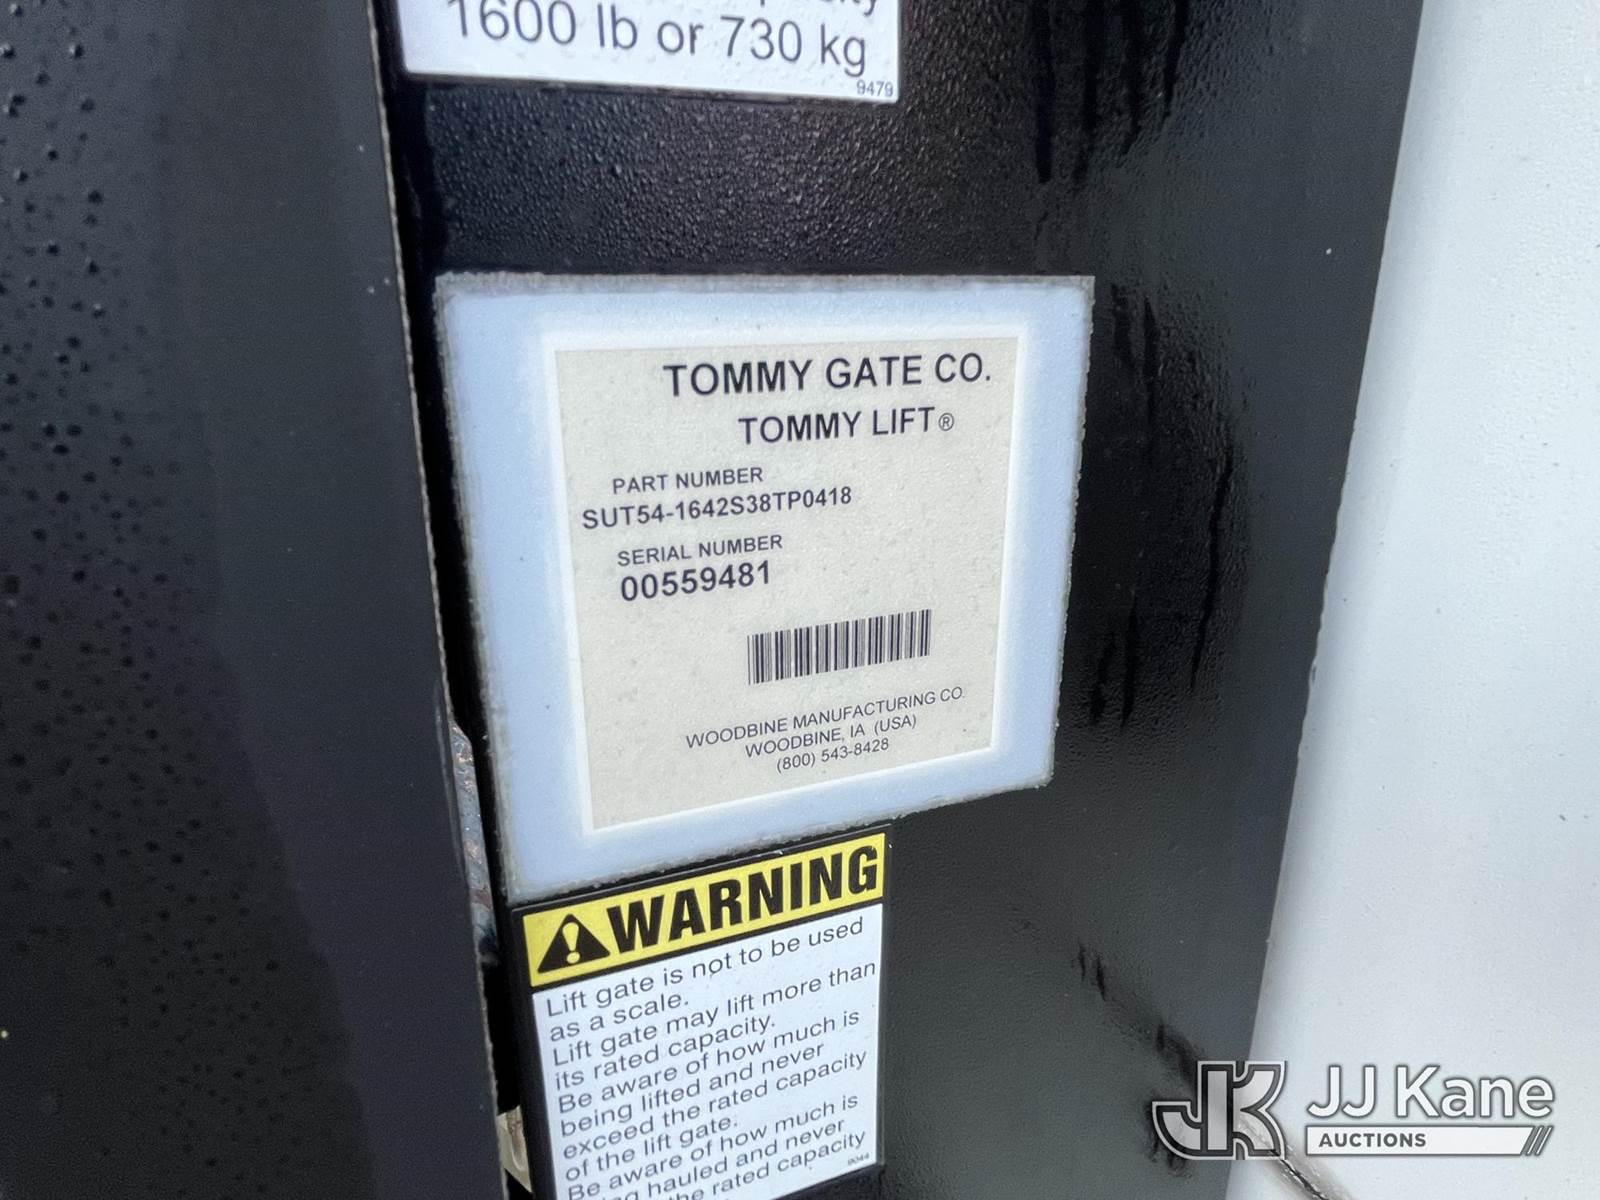 1600 lb or 730 kg
9479
TOMMY GATE CO.
TOMMY LIFT®
PART NUMBER
SUT54-1642S38TP0418
SERIAL NUMBER
00559481
WOODBINE MANUFACTURING CO.
WOODBINE, IA (USA)
(800) 543-8428
WARNING
Lift gate is not to be used
as a scale.
Lift gate may lift more than
its rated capacity.
Be aware of how much is
being lifted and never
exceed the rated capacity
of the lift gate.
Be aware of how much is
hauled and never
the rated capacity
9044
JK JJ Kane
AUCTIONS